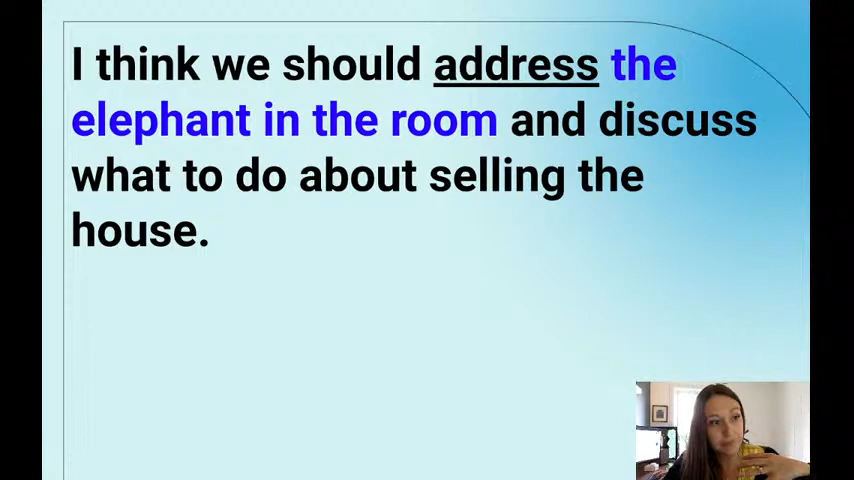 I think we should address the
elephant in the room and discuss
what to do about selling the
house.